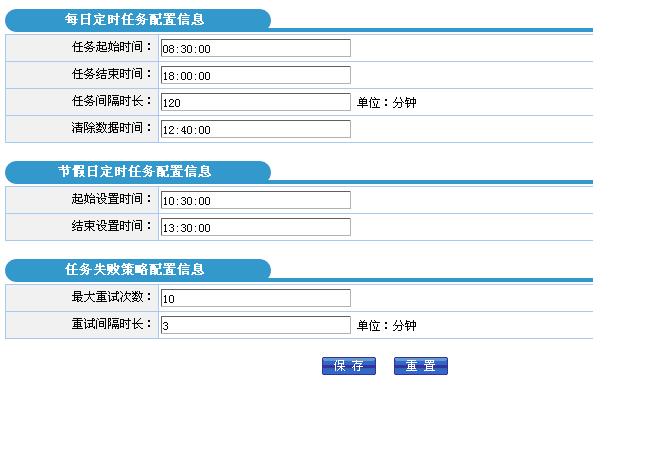 每日定时任务配置信息
任务起始时间： 08:30:00
任务结束时间： 18:00:00
任务间隔时长： 120 单位：分钟
清除数据时间： 12:40:00
节假日定时任务配置信息
起始设置时间： 10:30:00
结束设置时间： 13:30:00
任务失败策略配置信息
最大重试次数： 10
重试间隔时长： 3 单位：分钟
保 存 重 置